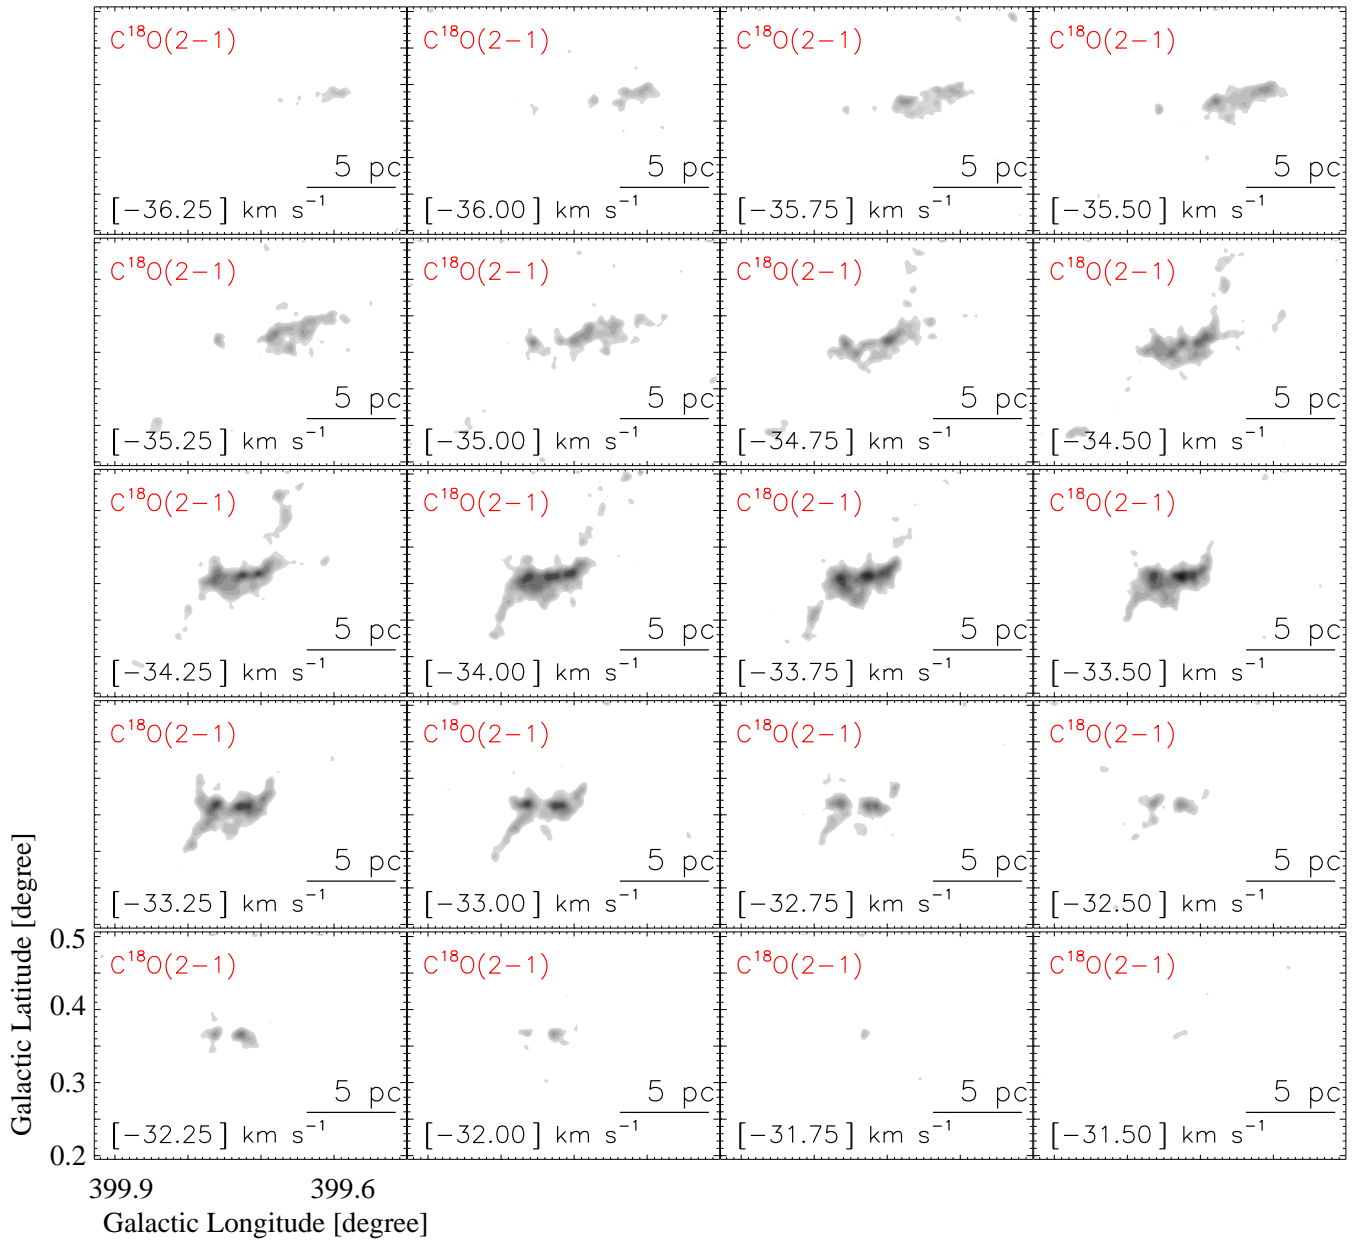 C¹⁸O(2−1)
5 pc
[−36.25] km s⁻¹
C¹⁸O(2−1)
5 pc
[−36.00] km s⁻¹
C¹⁸O(2−1)
5 pc
[−35.75] km s⁻¹
C¹⁸O(2−1)
5 pc
[−35.50] km s⁻¹
C¹⁸O(2−1)
5 pc
[−35.25] km s⁻¹
C¹⁸O(2−1)
5 pc
[−35.00] km s⁻¹
C¹⁸O(2−1)
5 pc
[−34.75] km s⁻¹
C¹⁸O(2−1)
5 pc
[−34.50] km s⁻¹
C¹⁸O(2−1)
5 pc
[−34.25] km s⁻¹
C¹⁸O(2−1)
5 pc
[−34.00] km s⁻¹
C¹⁸O(2−1)
5 pc
[−33.75] km s⁻¹
C¹⁸O(2−1)
5 pc
[−33.50] km s⁻¹
C¹⁸O(2−1)
5 pc
[−33.25] km s⁻¹
C¹⁸O(2−1)
5 pc
[−33.00] km s⁻¹
C¹⁸O(2−1)
5 pc
[−32.75] km s⁻¹
C¹⁸O(2−1)
5 pc
[−32.50] km s⁻¹
C¹⁸O(2−1)
5 pc
[−32.25] km s⁻¹
C¹⁸O(2−1)
5 pc
[−32.00] km s⁻¹
C¹⁸O(2−1)
5 pc
[−31.75] km s⁻¹
C¹⁸O(2−1)
5 pc
[−31.50] km s⁻¹
Galactic Latitude [degree]
0.5
0.4
0.3
0.2
399.9
399.6
Galactic Longitude [degree]